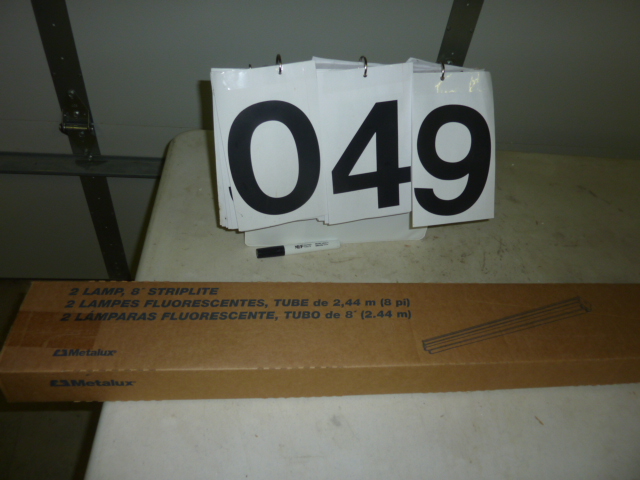 049
2 LAMP, 8' STRIPLITE
2 LAMPES FLUORESCENTES, TUBE de 2,44 m (8 pi)
2 LÁMPARAS FLUORESCENTE, TUBO de 8' (2.44 m)
Metalux
Metalux